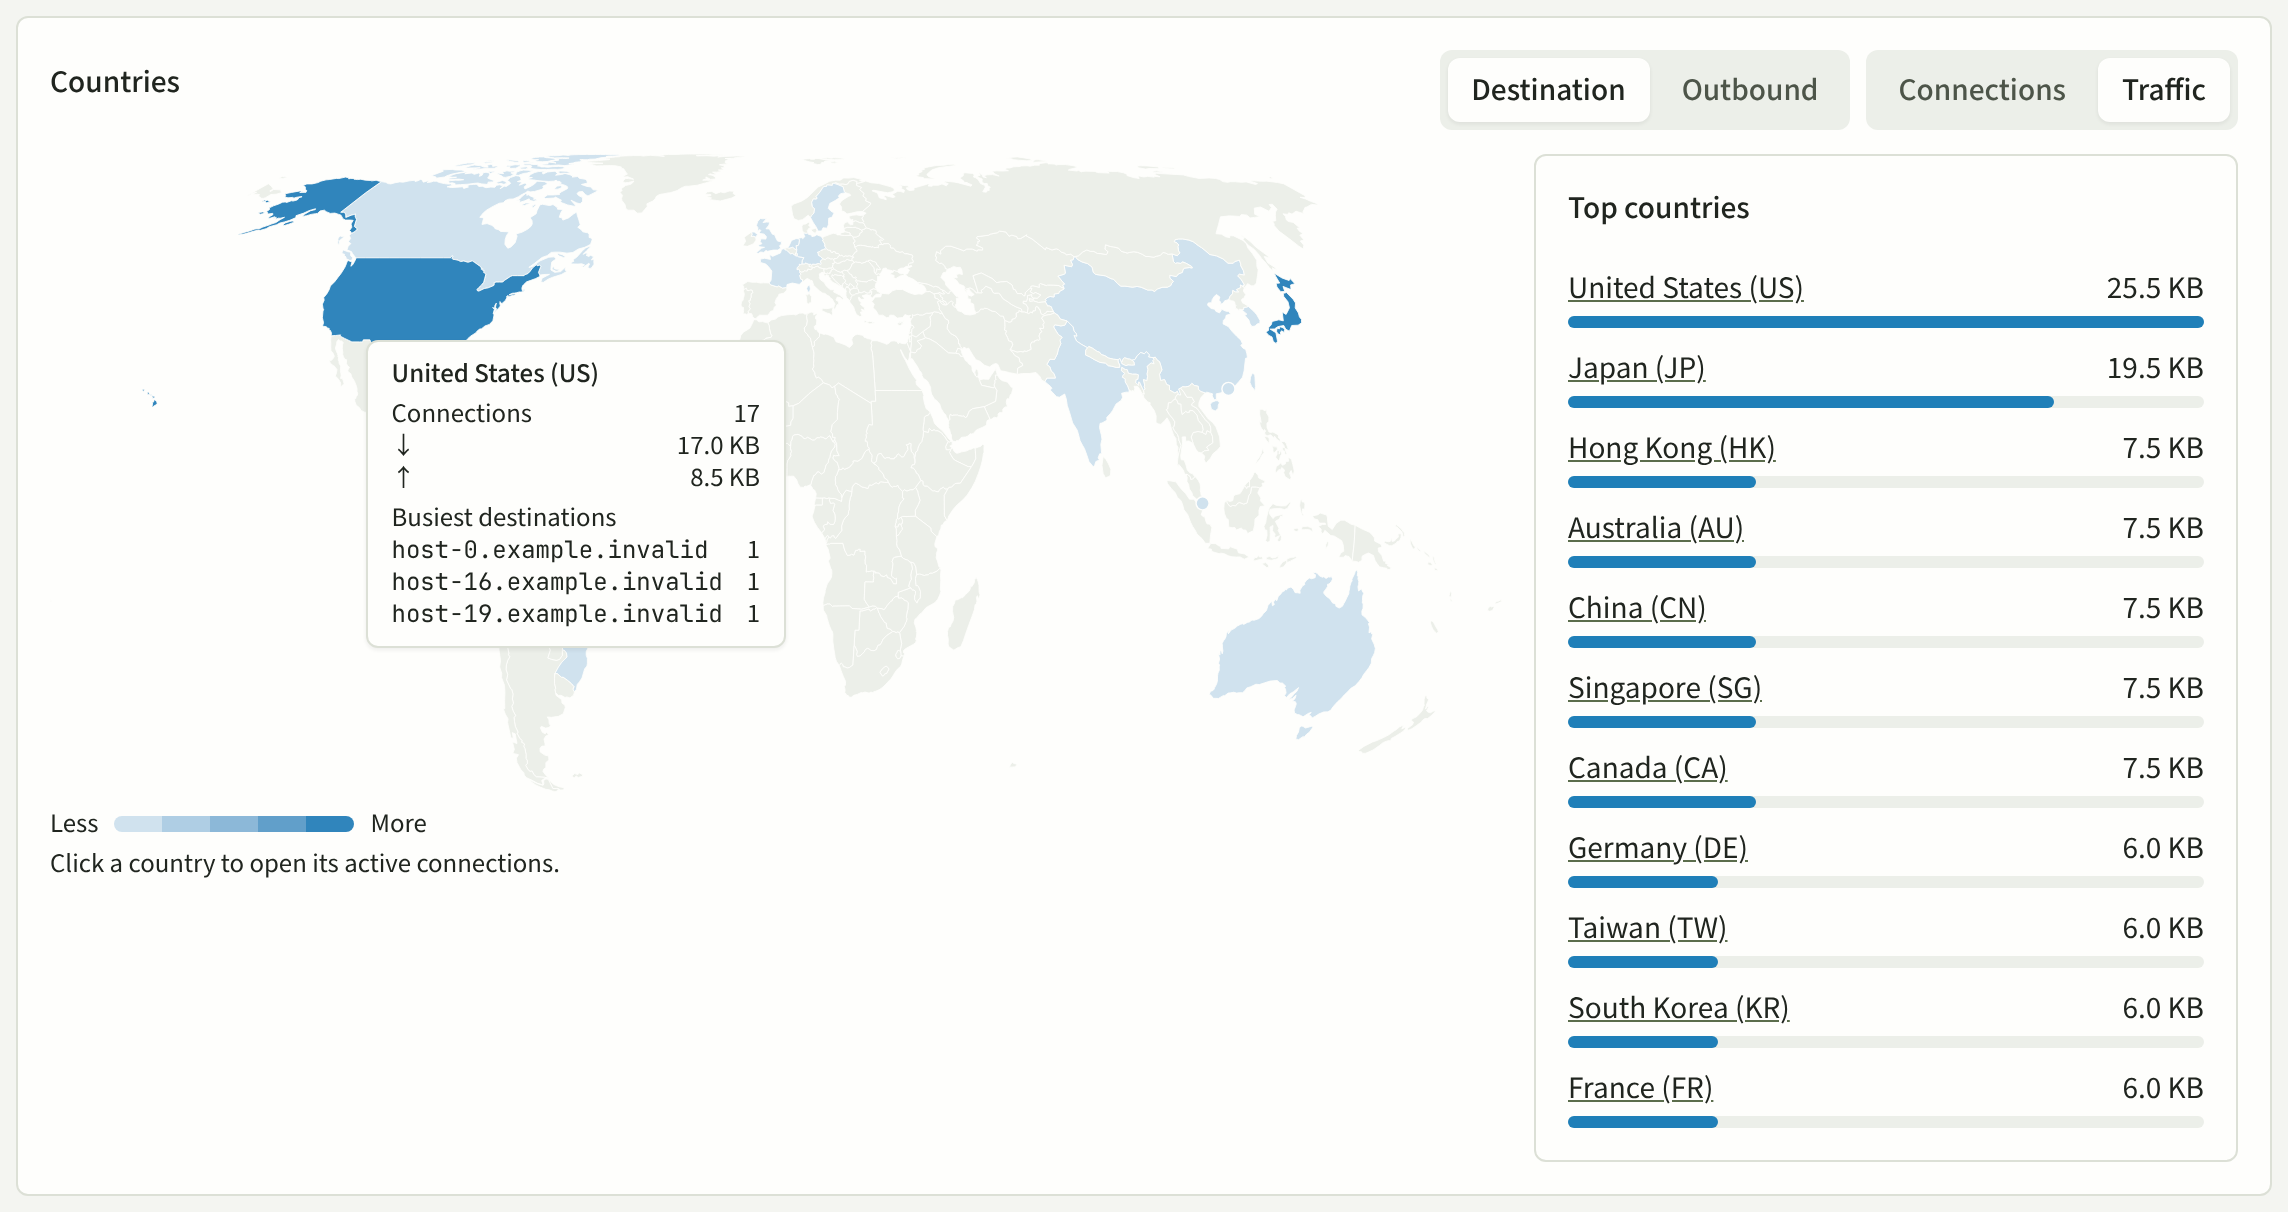 Countries
Destination Outbound Connections Traffic
United States (US)
Connections 17
↓ 17.0 KB
↑ 8.5 KB
Busiest destinations
host-0.example.invalid 1
host-16.example.invalid 1
host-19.example.invalid 1
Less More
Click a country to open its active connections.
Top countries
United States (US) 25.5 KB
Japan (JP) 19.5 KB
Hong Kong (HK) 7.5 KB
Australia (AU) 7.5 KB
China (CN) 7.5 KB
Singapore (SG) 7.5 KB
Canada (CA) 7.5 KB
Germany (DE) 6.0 KB
Taiwan (TW) 6.0 KB
South Korea (KR) 6.0 KB
France (FR) 6.0 KB